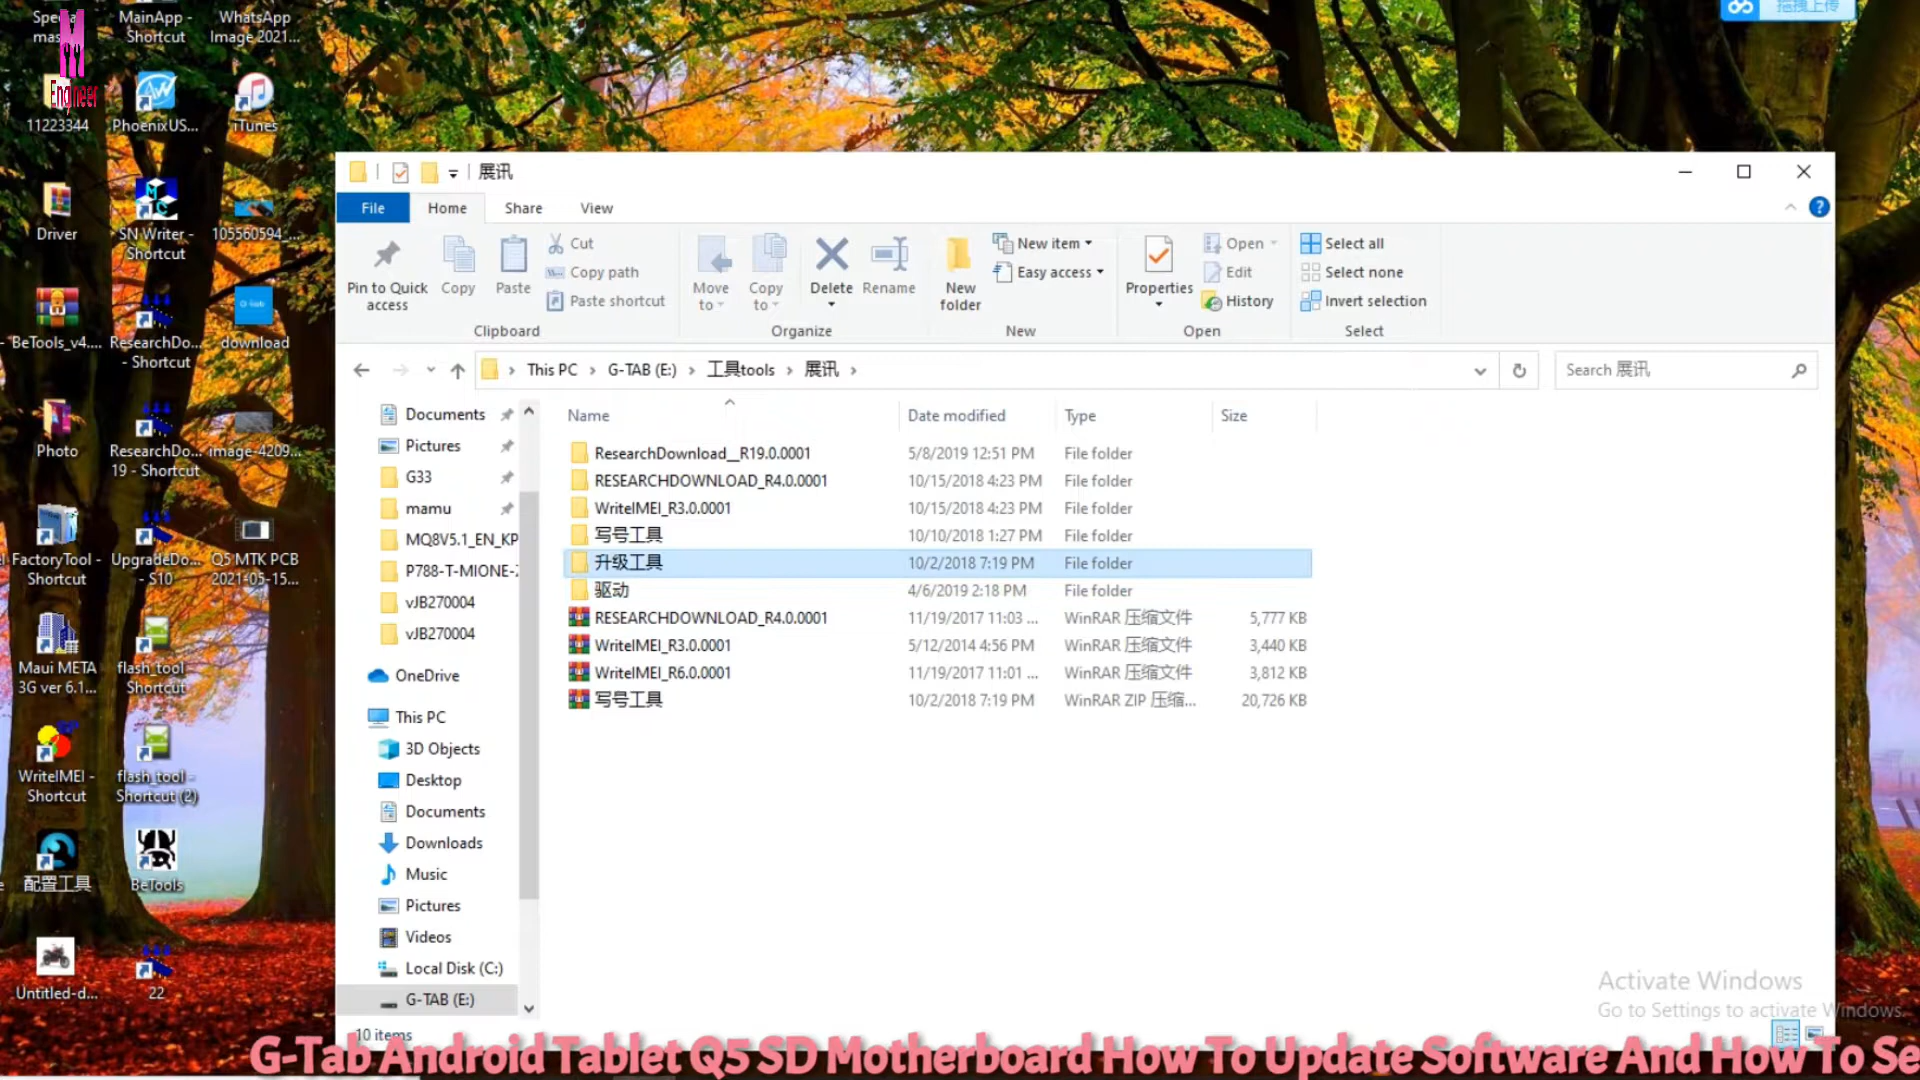 MainApp -
Shortcut
WhatsApp
Image 2021...
拖拽上传
Engineer
11223344
PhoenixUS...
iTunes
Driver
SN Writer -
Shortcut
105560594_...
BeTools_v4....
ResearchDo...
- Shortcut
download
Photo
ResearchDo...
19 - Shortcut
image-4209...
FactoryTool -
Shortcut
UpgradeDo...
- S10
Q5 MTK PCB
2021-05-15...
Maui META
3G ver 6.1...
flash_tool
Shortcut
WriteIMEI -
Shortcut
flash_tool -
Shortcut (2)
配置工具
BeTools
Untitled-d...
22
展讯
File Home Share View
Pin to Quick
access
Copy
Paste
Cut
Copy path
Paste shortcut
Clipboard
Move
to
Copy
to
Delete
Rename
Organize
New
folder
New item
Easy access
New
Properties
Open
Edit
History
Open
Select all
Select none
Invert selection
Select
This PC G-TAB (E:) 工具tools 展讯
Search 展讯
Documents
Pictures
G33
mamu
MQ8V5.1_EN_KP
P788-T-MIONE-
vJB270004
vJB270004
OneDrive
This PC
3D Objects
Desktop
Documents
Downloads
Music
Pictures
Videos
Local Disk (C:)
G-TAB (E:)
Name Date modified Type Size
ResearchDownload__R19.0.0001 5/8/2019 12:51 PM File folder
RESEARCHDOWNLOAD_R4.0.0001 10/15/2018 4:23 PM File folder
WriteIMEI_R3.0.0001 10/15/2018 4:23 PM File folder
写号工具 10/10/2018 1:27 PM File folder
升级工具 10/2/2018 7:19 PM File folder
驱动 4/6/2019 2:18 PM File folder
RESEARCHDOWNLOAD_R4.0.0001 11/19/2017 11:03 ... WinRAR 压缩文件 5,777 KB
WriteIMEI_R3.0.0001 5/12/2014 4:56 PM WinRAR 压缩文件 3,440 KB
WriteIMEI_R6.0.0001 11/19/2017 11:01 ... WinRAR 压缩文件 3,812 KB
写号工具 10/2/2018 7:19 PM WinRAR ZIP 压缩... 20,726 KB
Activate Windows
Go to Settings to activate Windows.
10 items
G-Tab Android Tablet Q5 SD Motherboard How To Update Software And How To Se